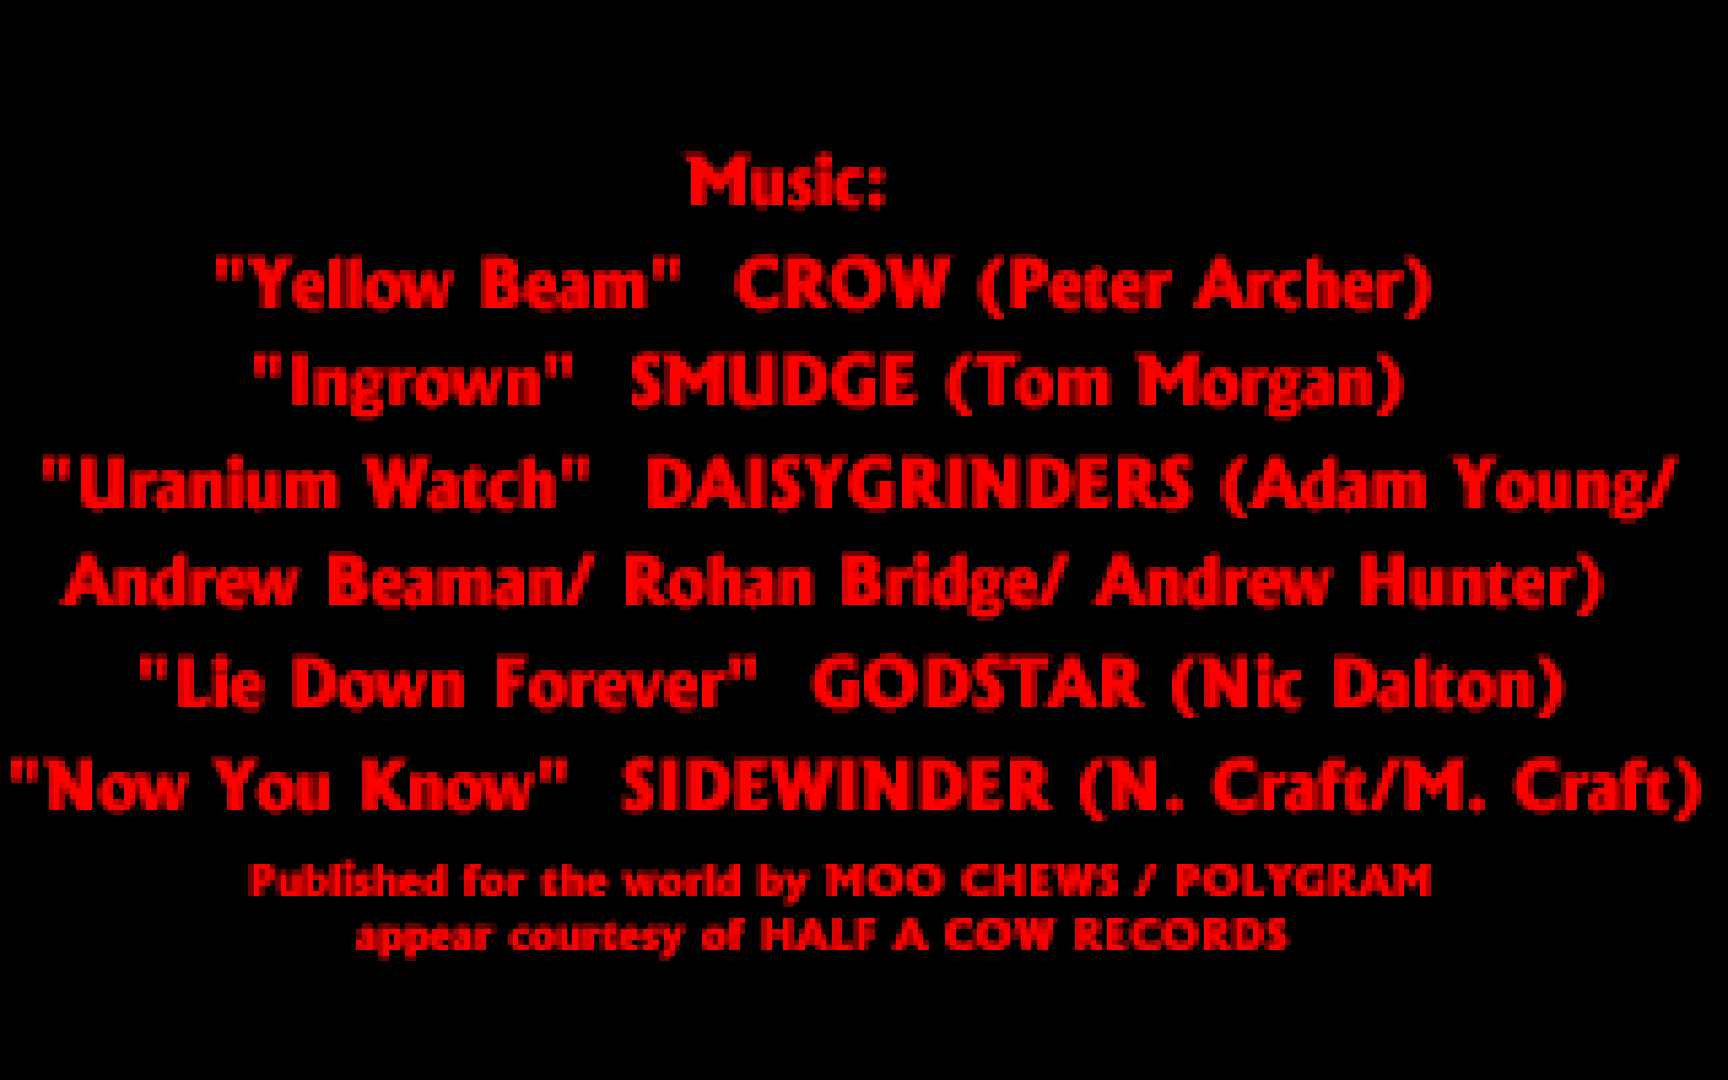 Music:
"Yellow Beam" CROW (Peter Archer)
"Ingrown" SMUDGE (Tom Morgan)
"Uranium Watch" DAISYGRINDERS (Adam Young/
Andrew Beaman/ Rohan Bridge/ Andrew Hunter)
"Lie Down Forever" GODSTAR (Nic Dalton)
"Now You Know" SIDEWINDER (N. Craft/M. Craft)
Published for the world by MOO CHEWS / POLYGRAM
appear courtesy of HALF A COW RECORDS